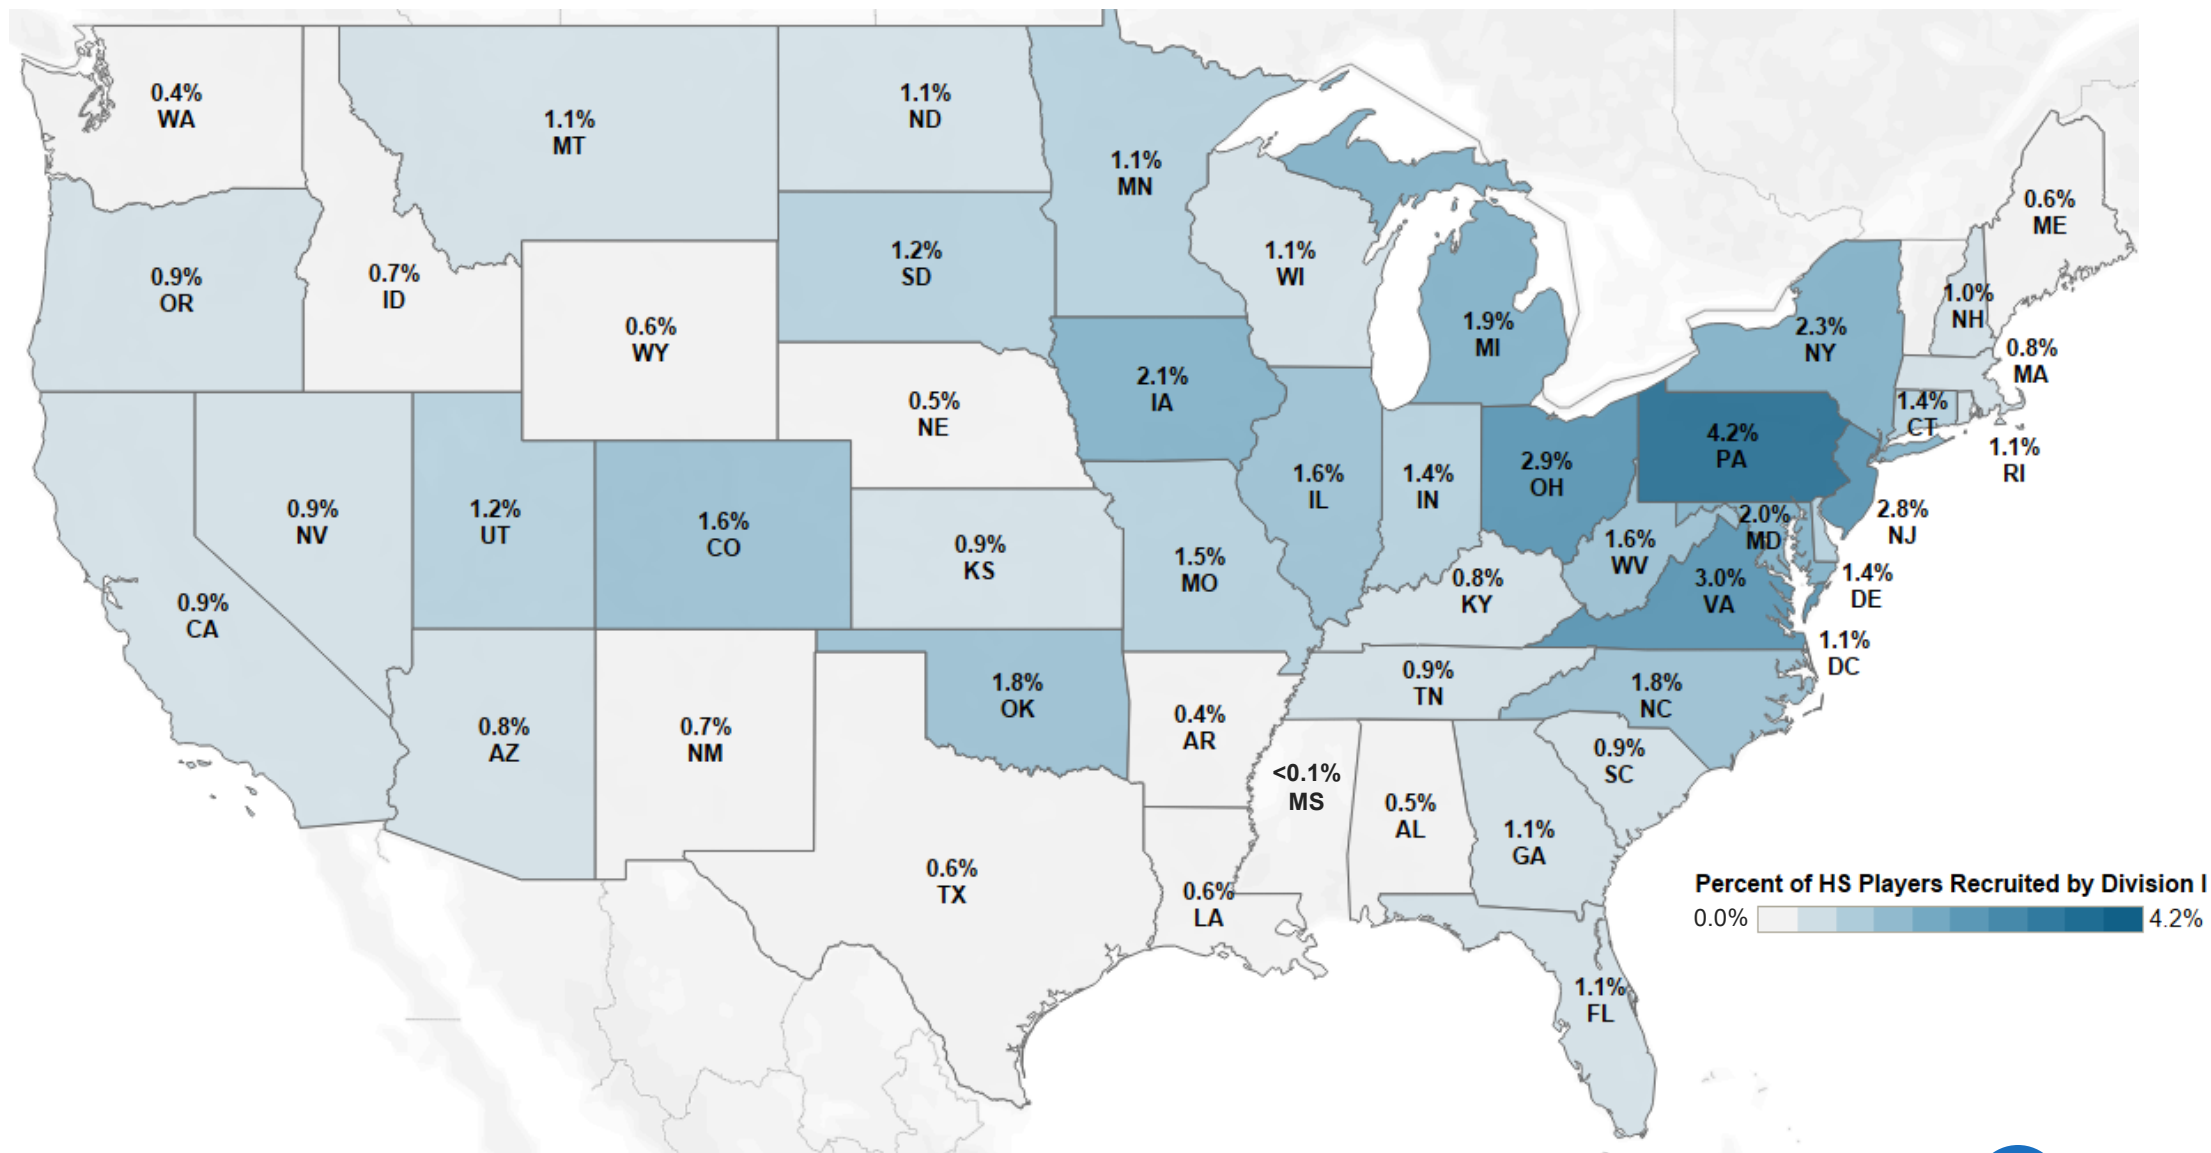 0.4%
WA
1.1%
MT
1.1%
ND
1.1%
MN
0.6%
ME
0.9%
OR
0.7%
ID
1.2%
SD
1.1%
WI
1.0%
NH
0.6%
WY
1.9%
MI
2.3%
NY
0.8%
MA
0.5%
NE
2.1%
IA
1.4%
CT
1.1%
RI
0.9%
NV
1.2%
UT
1.6%
CO
0.9%
KS
1.5%
MO
1.6%
IL
1.4%
IN
2.9%
OH
4.2%
PA
2.8%
NJ
2.0%
MD
1.6%
WV
3.0%
VA
1.4%
DE
0.9%
CA
0.8%
KY
1.1%
DC
0.8%
AZ
0.7%
NM
1.8%
OK
0.4%
AR
0.9%
TN
1.8%
NC
0.9%
SC
<0.1%
MS
0.5%
AL
1.1%
GA
0.6%
TX
0.6%
LA
1.1%
FL
Percent of HS Players Recruited by Division I
0.0% 4.2%